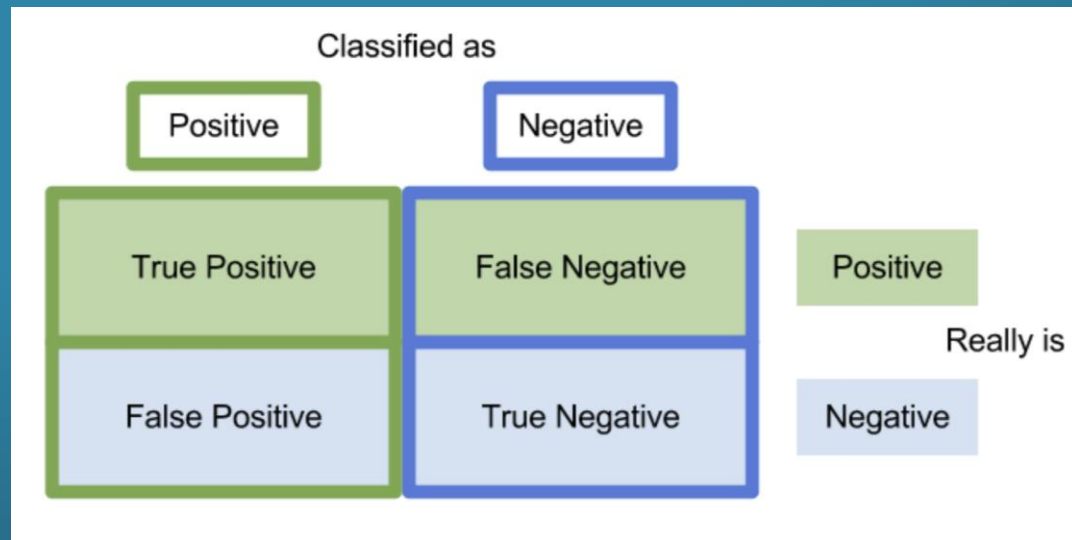 Classified as
Positive Negative
True Positive False Negative Positive
Really is
False Positive True Negative Negative